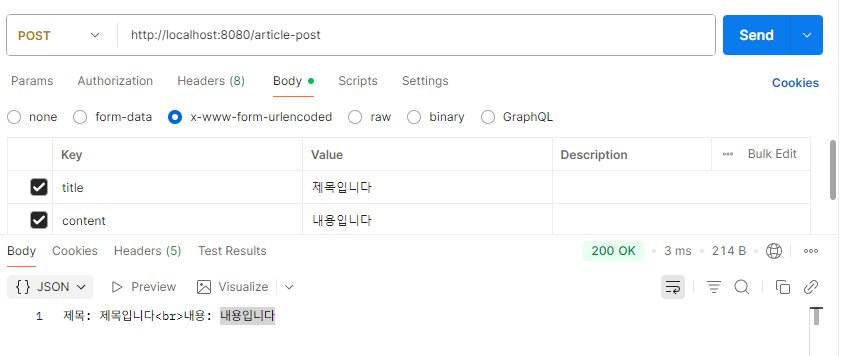 POST http://localhost:8080/article-post Send
Params Authorization Headers (8) Body Scripts Settings Cookies
none form-data x-www-form-urlencoded raw binary GraphQL
Key Value Description Bulk Edit
title 제목입니다
content 내용입니다
Body Cookies Headers (5) Test Results 200 OK 3 ms 214 B
{} JSON Preview Visualize
1 제목: 제목입니다<br>내용: 내용입니다